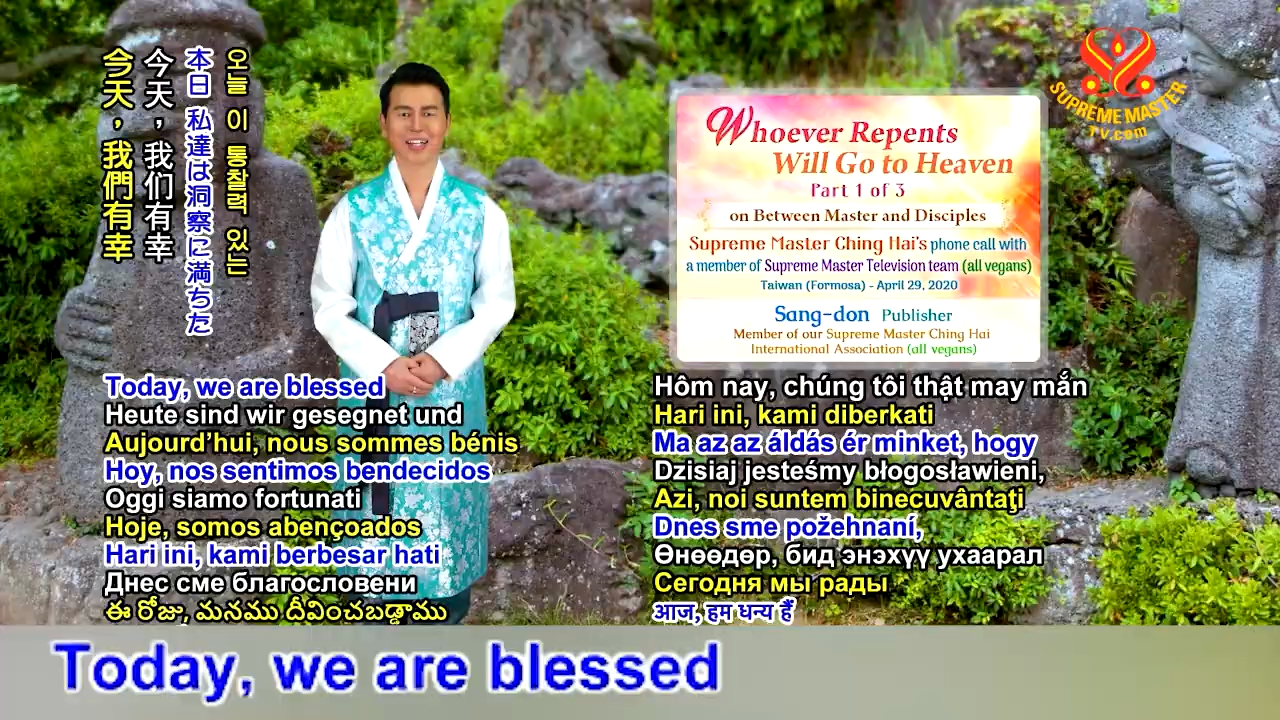 오늘 이 통찰력 있는
本日 私達は洞察に満ちた
今天，我们有幸
今天，我們有幸
SUPREME MASTER
TV.com
Whoever Repents
Will Go to Heaven
Part 1 of 3
on Between Master and Disciples
Supreme Master Ching Hai's phone call with
a member of Supreme Master Television team (all vegans)
Taiwan (Formosa) - April 29, 2020
Sang-don Publisher
Member of our Supreme Master Ching Hai
International Association (all vegans)
Today, we are blessed
Heute sind wir gesegnet und
Aujourd’hui, nous sommes bénis
Hoy, nos sentimos bendecidos
Oggi siamo fortunati
Hoje, somos abençoados
Hari ini, kami berbesar hati
Днес сме благословени
ఈ రోజు, మనము దీవించబడ్డాము
Hôm nay, chúng tôi thật may mắn
Hari ini, kami diberkati
Ma az az áldás ér minket, hogy
Dzisiaj jesteśmy błogosławieni,
Azi, noi suntem binecuvântaţi
Dnes sme požehnaní,
Өнөөдөр, бид энэхүү ухаарал
Сегодня мы рады
आज, हम धन्य हैं
Today, we are blessed